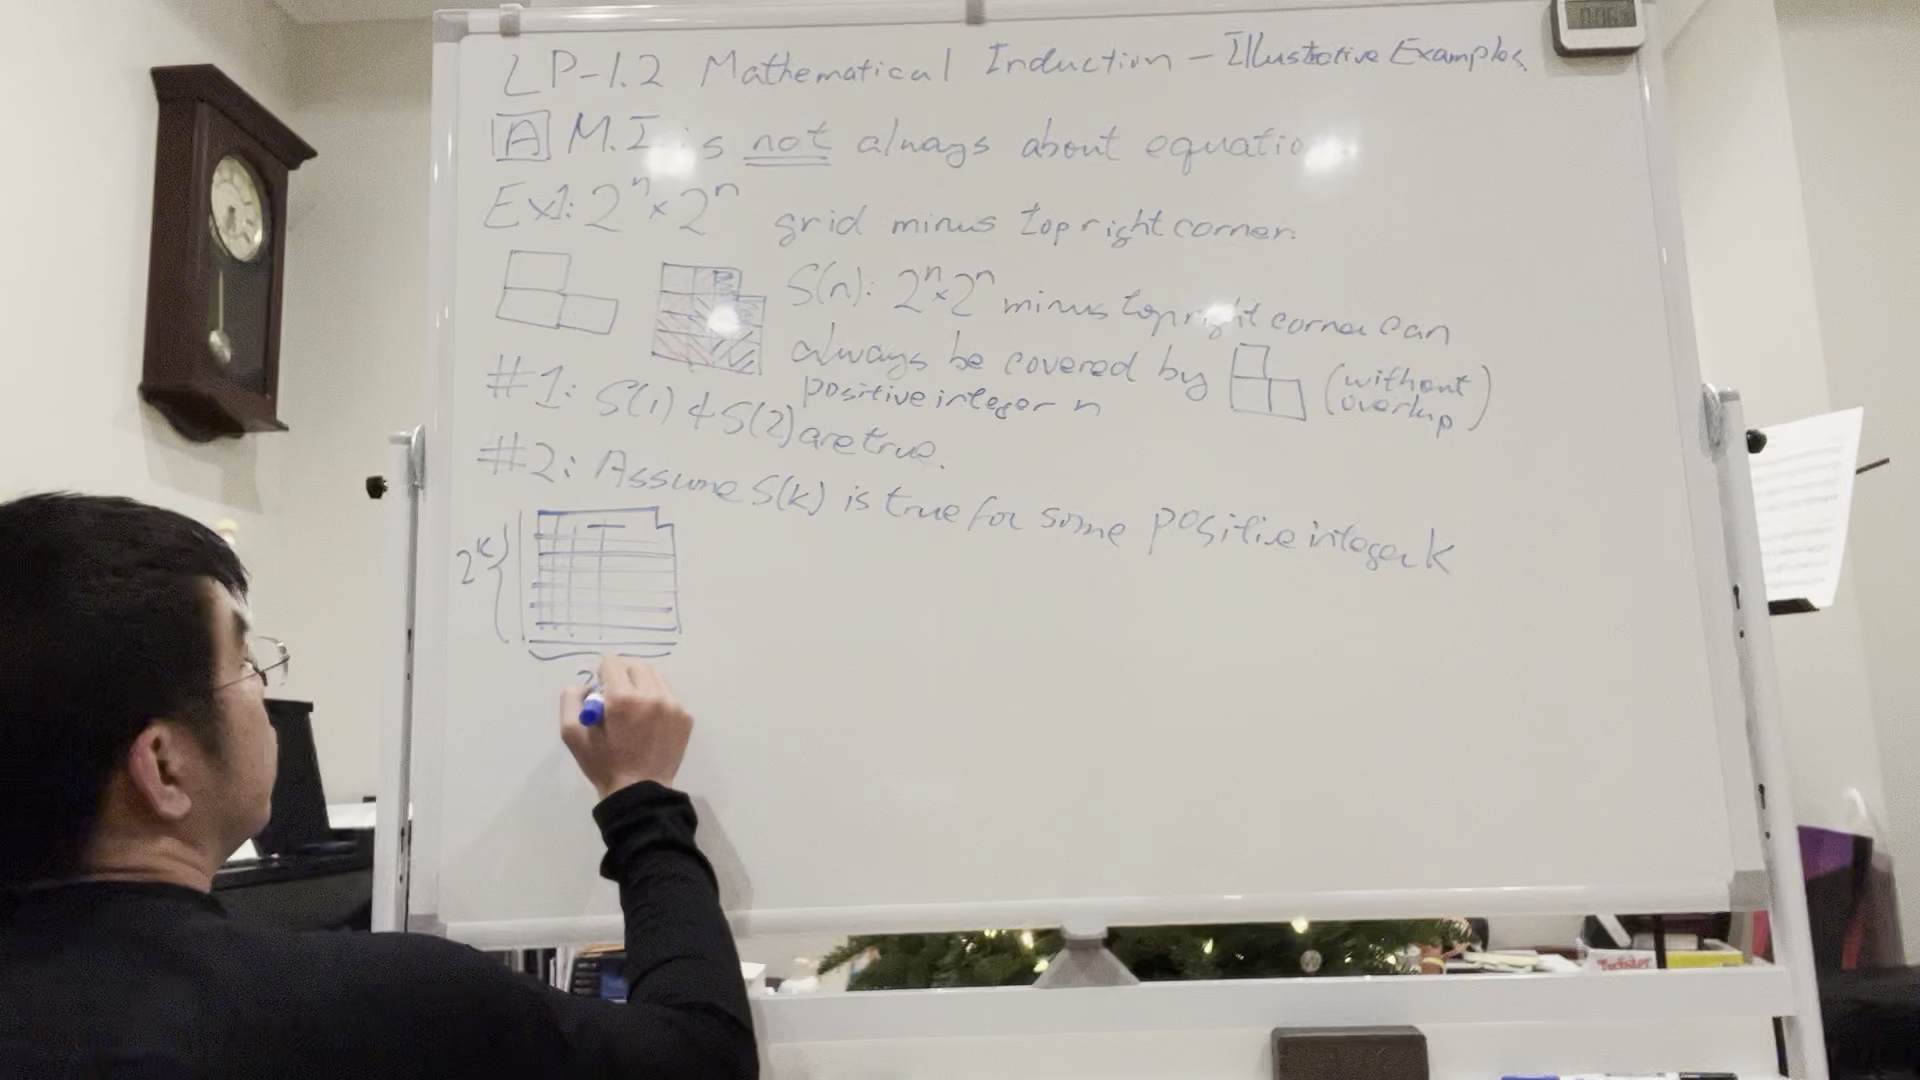 LP-1.2 Mathematical Induction - Illustrative Examples.
A M.I is not always about equatio
Ex1: 2^n × 2^n grid minus top right corner.
S(n): 2^n × 2^n minus top right corner can
always be covered by (without overlap)
positive integer n
#1: S(1) & S(2) are true.
#2: Assume S(k) is true for some positive integer k
2^k
2
Twister